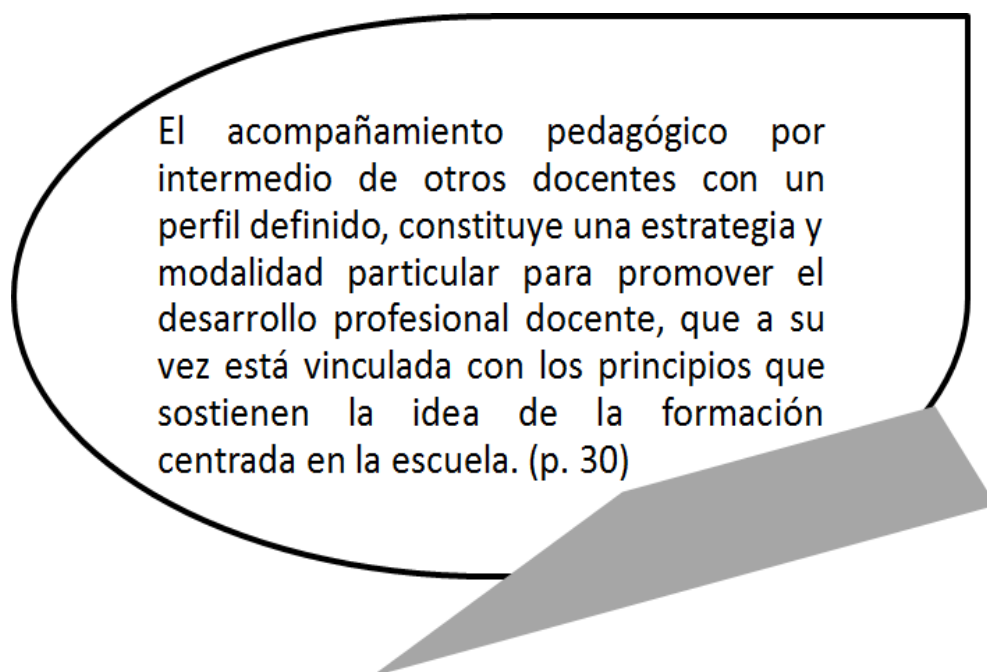 El acompañamiento pedagógico por
intermedio de otros docentes con un
perfil definido, constituye una estrategia y
modalidad particular para promover el
desarrollo profesional docente, que a su
vez está vinculada con los principios que
sostienen la idea de la formación
centrada en la escuela. (p. 30)